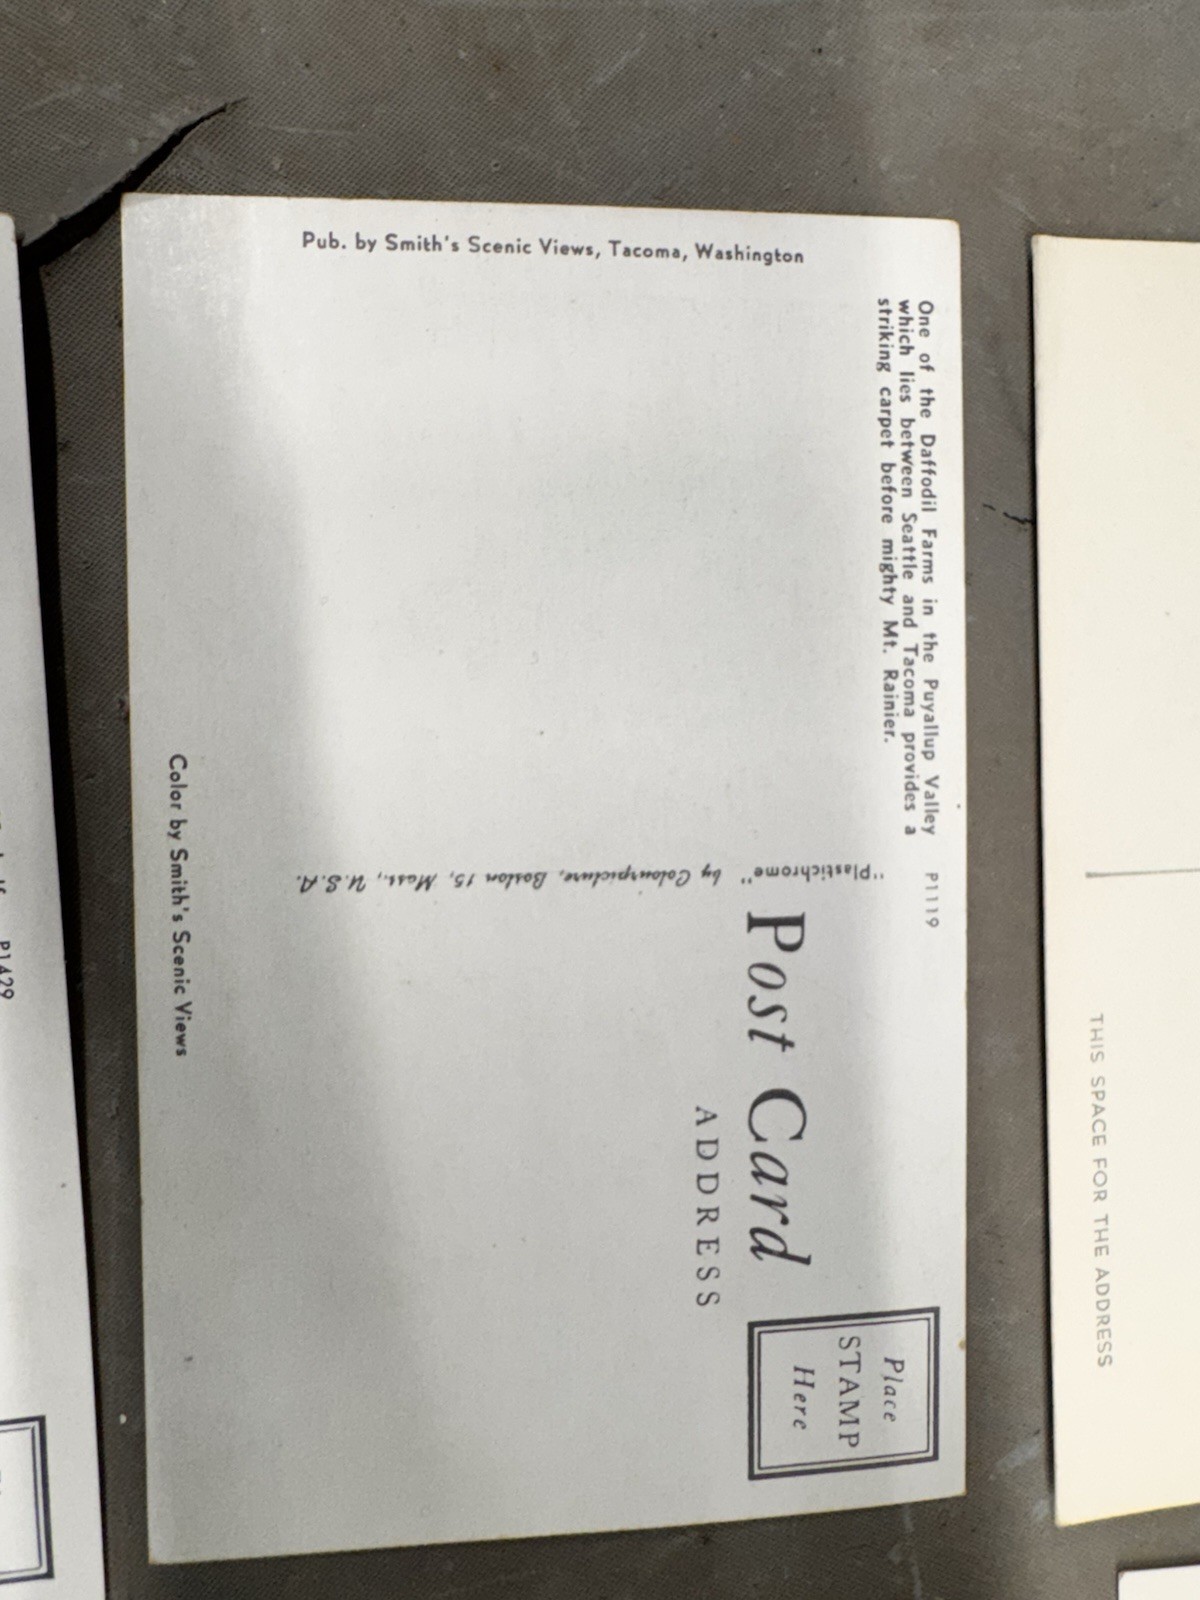 Pub. by Smith's Scenic Views, Tacoma, Washington
One of the Daffodil Farms in the Puyallup Valley
which lies between Seattle and Tacoma provides a
striking carpet before mighty Mt. Rainier.
P1119
"Plastichrome" by Colourpicture, Boston 15, Mass., U.S.A.
Post Card
ADDRESS
Place
STAMP
Here
Color by Smith's Scenic Views
P1429
THIS SPACE FOR THE ADDRESS